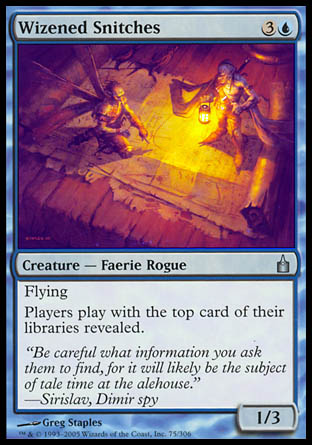 Wizened Snitches 3
Creature — Faerie Rogue
Flying
Players play with the top card of their
libraries revealed.
"Be careful what information you ask
them to find, for it will likely be the subject
of tale time at the alehouse."
—Sirislav, Dimir spy
Greg Staples
™ & © 1993–2005 Wizards of the Coast, Inc. 75/306
1/3